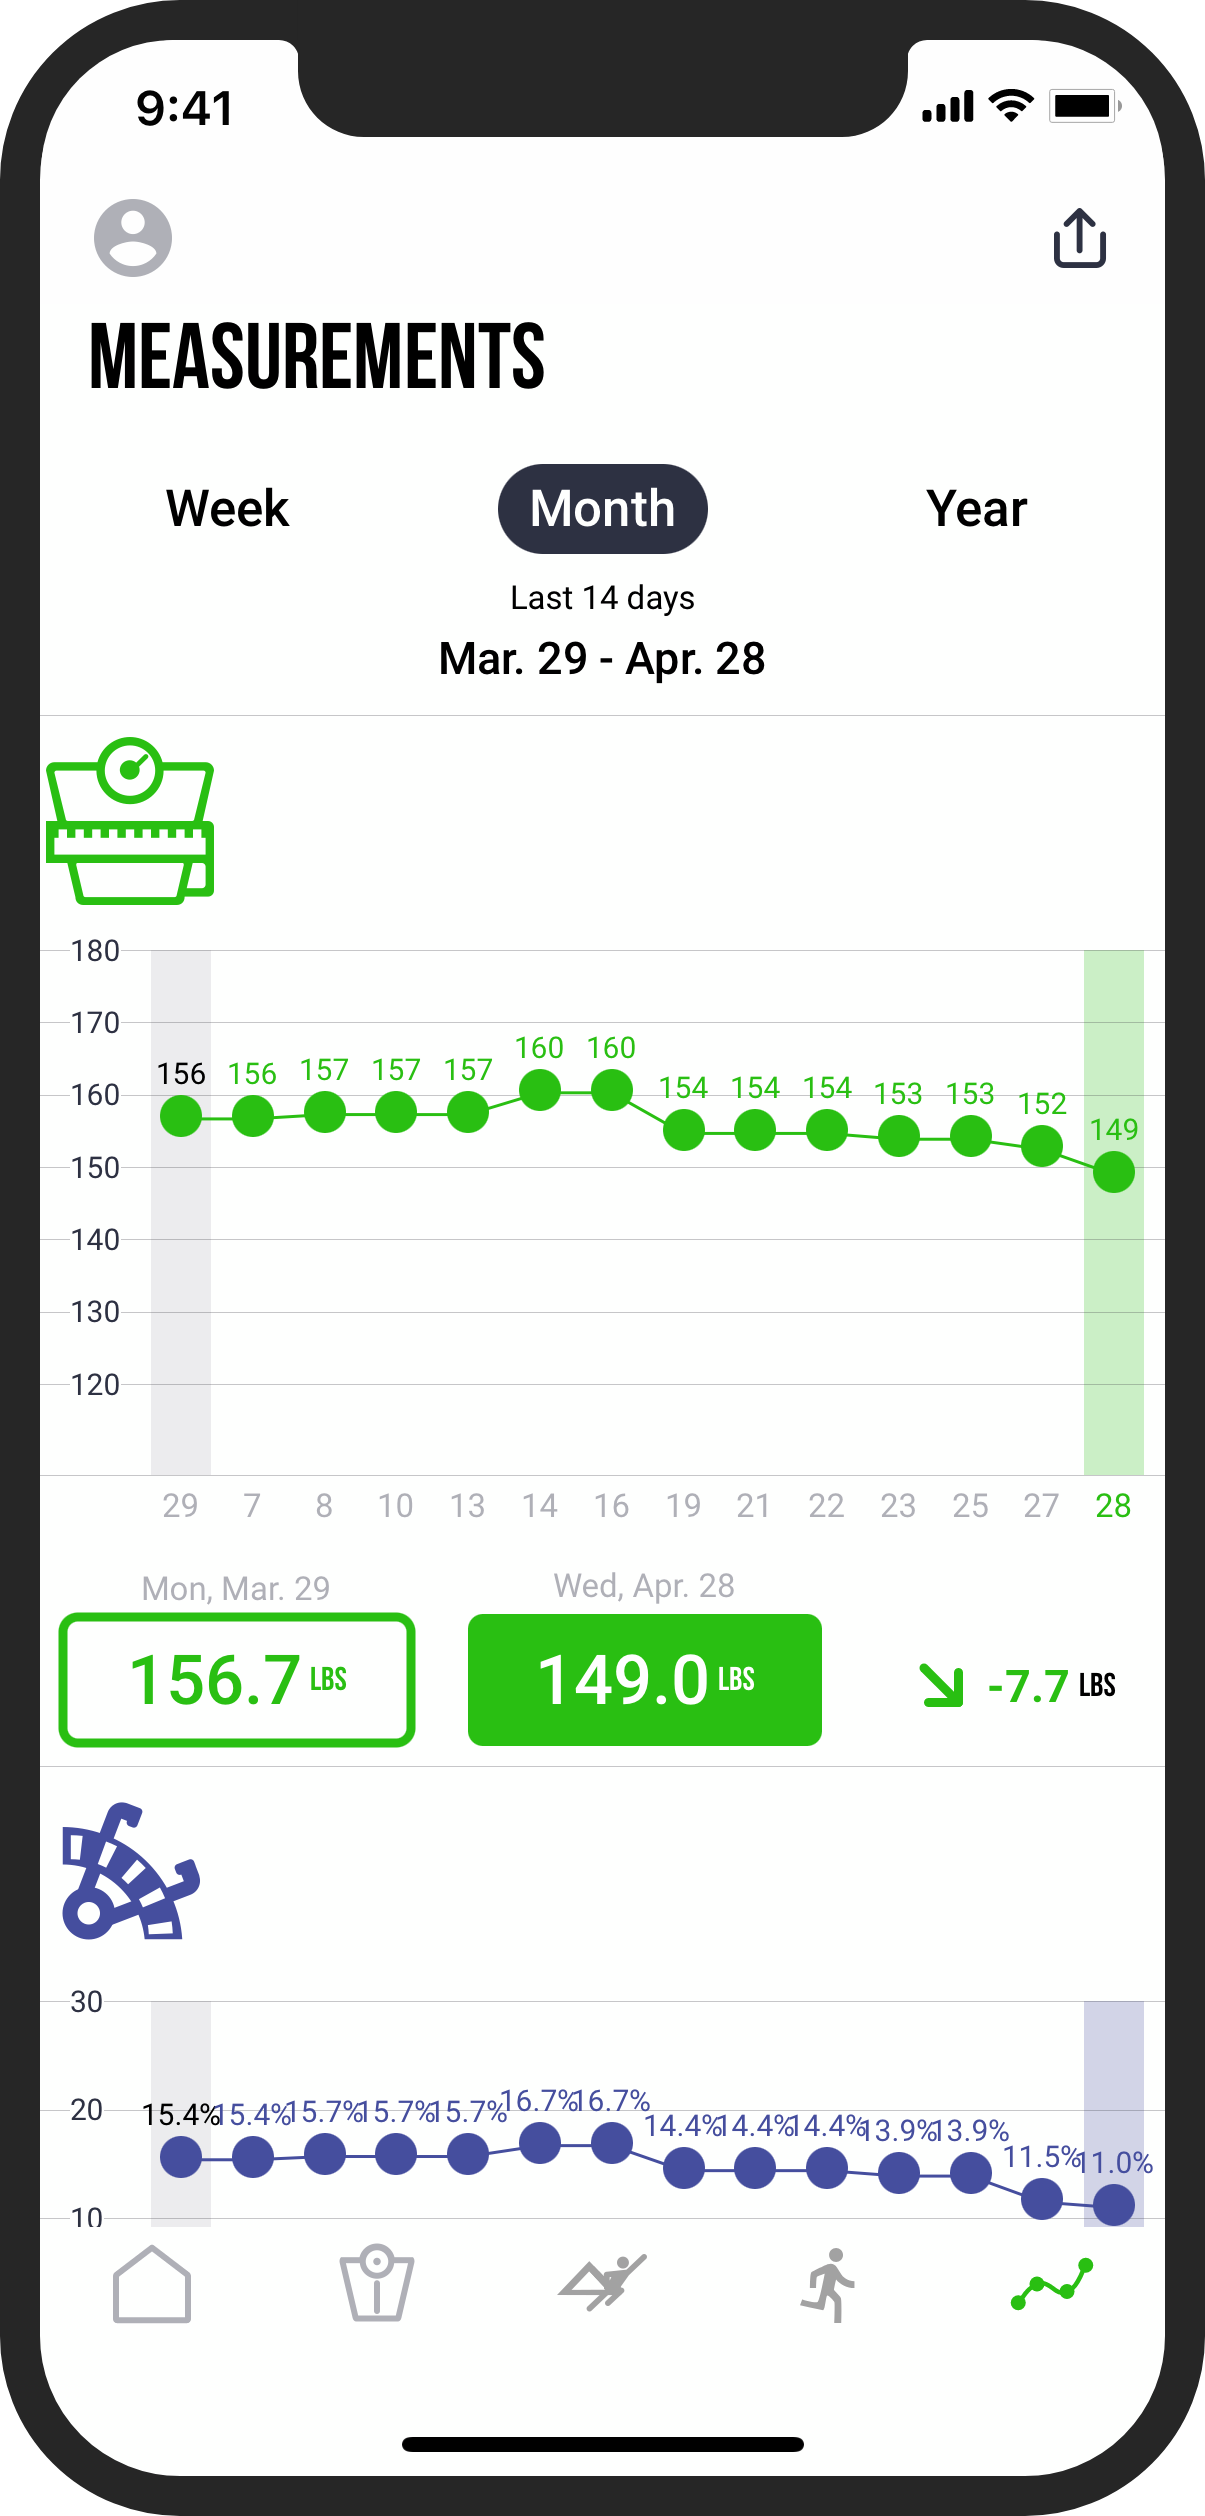 9:41
MEASUREMENTS
Week Month Year
Last 14 days
Mar. 29 - Apr. 28
180
170
160
150
140
130
120
156 156 157 157 157 160 160 154 154 154 153 153 152 149
29 7 8 10 13 14 16 19 21 22 23 25 27 28
Mon, Mar. 29 Wed, Apr. 28
156.7 LBS 149.0 LBS -7.7 LBS
30
20
10
15.4% 15.4% 15.7% 15.7% 15.7% 16.7% 16.7% 14.4% 14.4% 14.4% 13.9% 13.9% 11.5% 11.0%